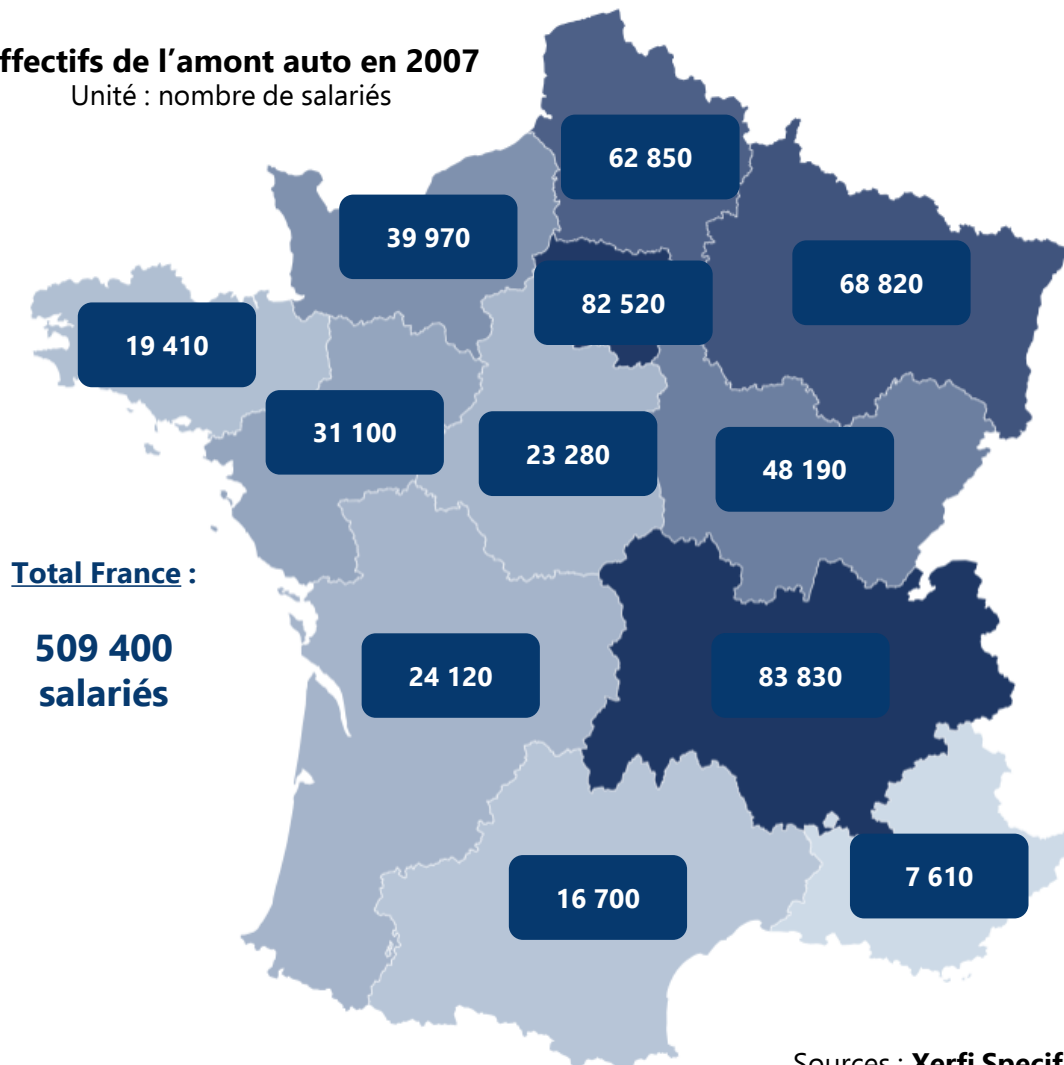 ffectifs de l'amont auto en 2007
Unité : nombre de salariés
62 850
39 970
68 820
82 520
19 410
31 100
23 280
48 190
Total France :
509 400
salariés
24 120
83 830
7 610
16 700
Sources : Xerfi Specif